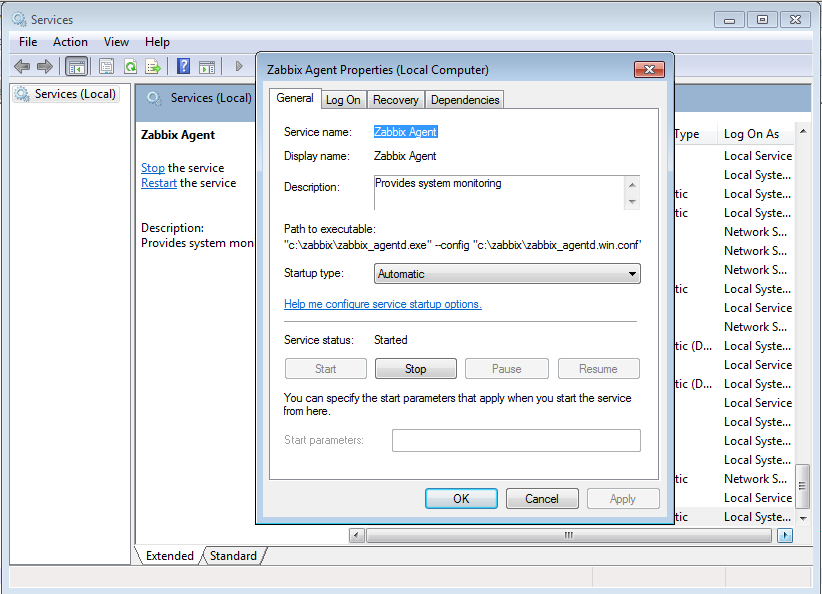 Services
File Action View Help
Services (Local)
Services (Local)
Zabbix Agent
Stop the service
Restart the service
Description:
Provides system mon
Zabbix Agent Properties (Local Computer)
General Log On Recovery Dependencies
Service name: Zabbix Agent
Display name: Zabbix Agent
Description: Provides system monitoring
Path to executable:
"c:\zabbix\zabbix_agentd.exe" --config "c:\zabbix\zabbix_agentd.win.conf"
Startup type: Automatic
Help me configure service startup options.
Service status: Started
Start Stop Pause Resume
You can specify the start parameters that apply when you start the service
from here.
Start parameters:
OK Cancel Apply
Type Log On As
Local Service
Local Syste...
tic Local Syste...
tic Local Syste...
Network S...
Network S...
Network S...
tic Local Syste...
Local Service
Network S...
tic (D... Local Syste...
Local Service
tic (D... Local Syste...
Local Service
Local Syste...
Local Syste...
Local Syste...
tic Network S...
Local Service
tic Local Syste...
Extended Standard